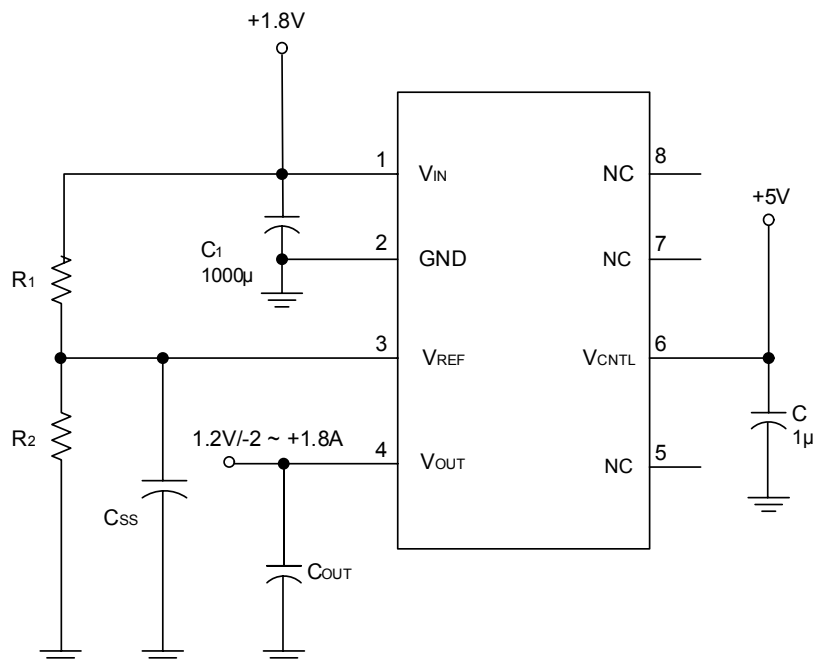 +1.8V
1
VIN
NC
8
+5V
C1
1000µ
2
GND
NC
7
R1
3
VREF
VCNTL
6
C
1µ
R2
1.2V/-2 ~ +1.8A
4
VOUT
NC
5
CSS
COUT